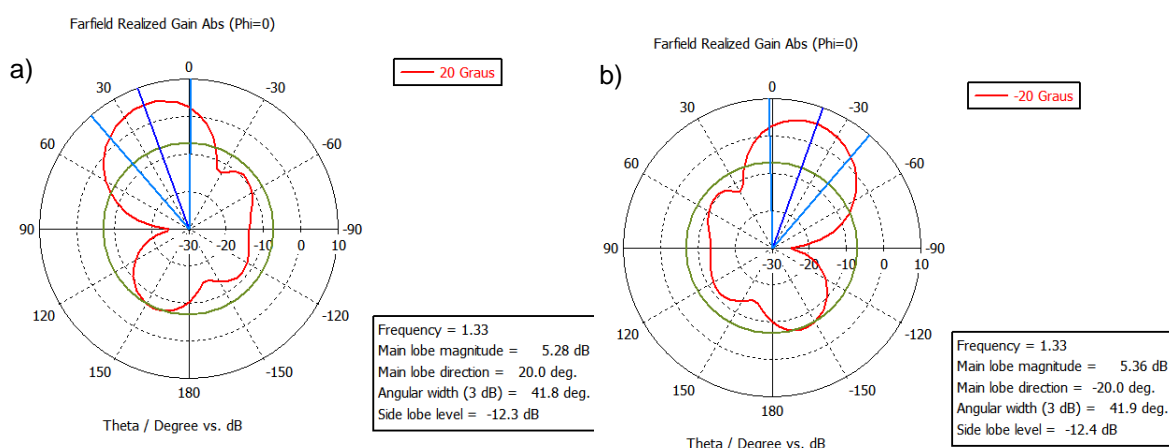 Farfield Realized Gain Abs (Phi=0)
a)
20 Graus
0
30
-30
60
-60
90
-30
-20
-10
0
10
-90
120
-120
150
-150
180
Theta / Degree vs. dB
Frequency = 1.33
Main lobe magnitude = 5.28 dB
Main lobe direction = 20.0 deg.
Angular width (3 dB) = 41.8 deg.
Side lobe level = -12.3 dB
Farfield Realized Gain Abs (Phi=0)
b)
-20 Graus
0
30
-30
60
-60
90
-30
-20
-10
0
10
-90
120
-120
150
-150
180
Theta / Degree vs. dB
Frequency = 1.33
Main lobe magnitude = 5.36 dB
Main lobe direction = -20.0 deg.
Angular width (3 dB) = 41.9 deg.
Side lobe level = -12.4 dB